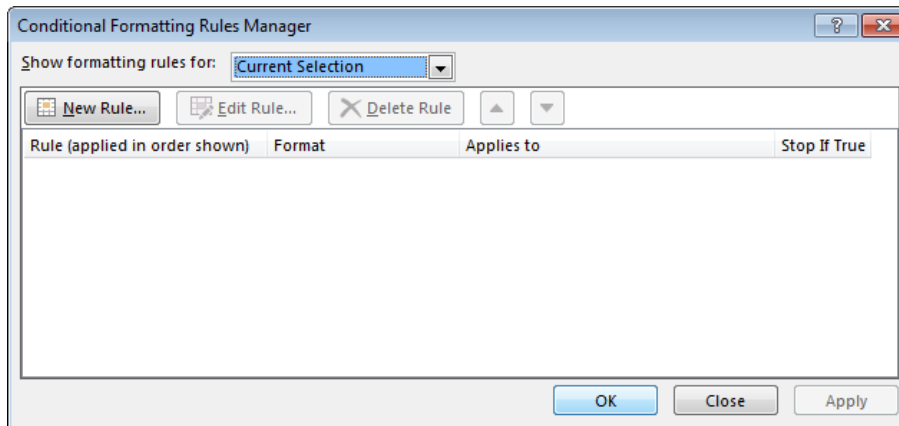 Conditional Formatting Rules Manager
Show formatting rules for: Current Selection
New Rule... Edit Rule... Delete Rule
Rule (applied in order shown) Format Applies to Stop If True
OK Close Apply